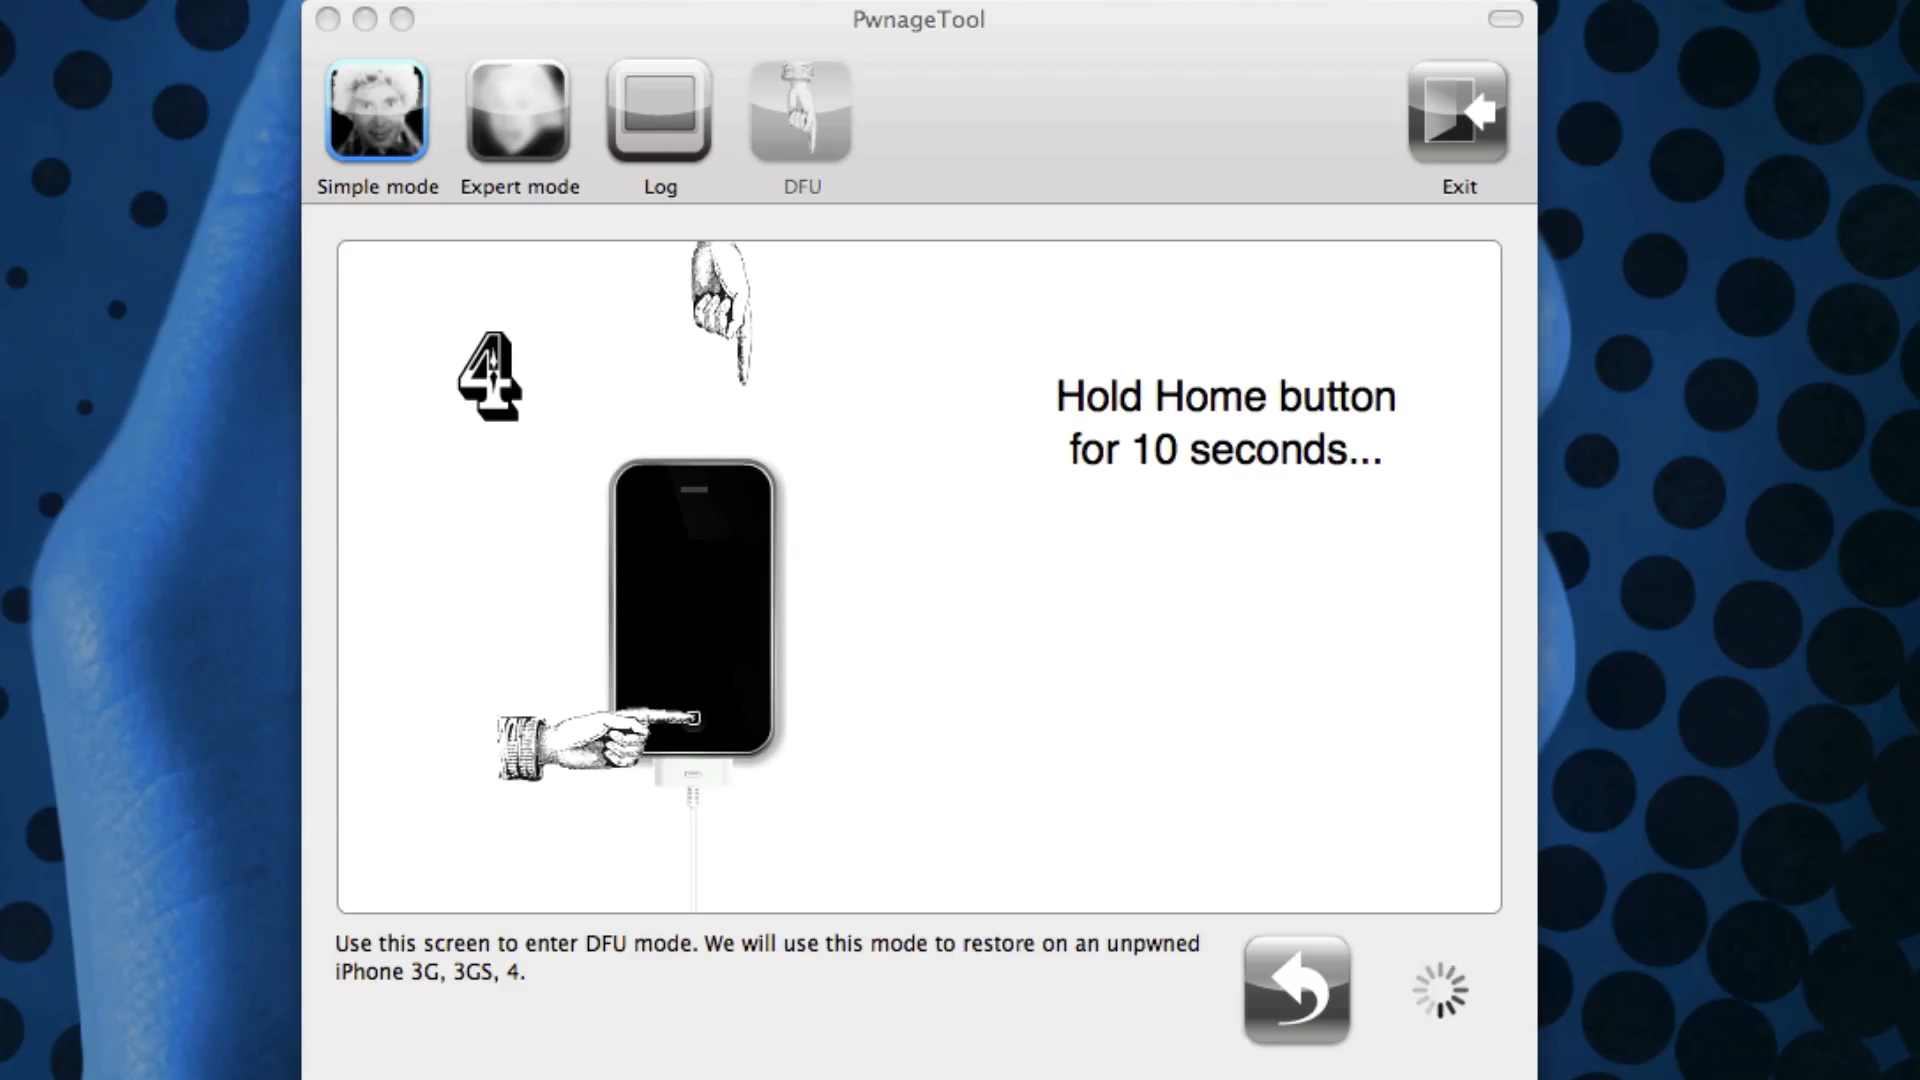 PwnageTool
Simple mode
Expert mode
Log
DFU
Exit
4
Hold Home button
for 10 seconds...
Use this screen to enter DFU mode. We will use this mode to restore on an unpwned
iPhone 3G, 3GS, 4.